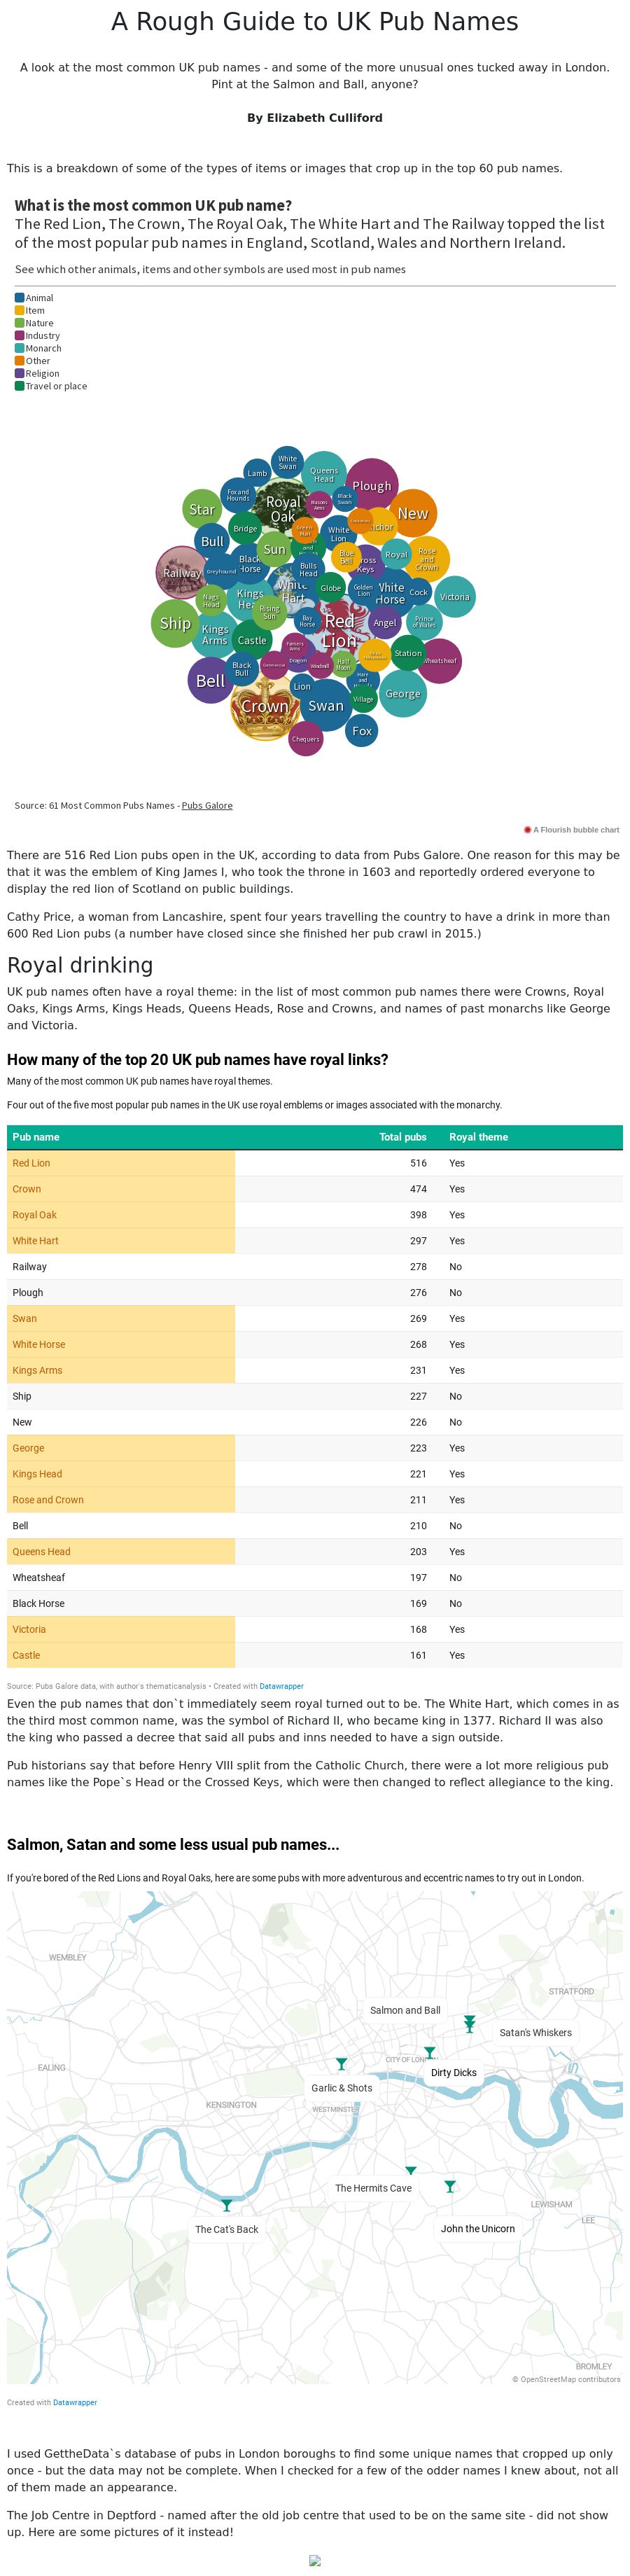 A Rough Guide to UK Pub Names
A look at the most common UK pub names - and some of the more unusual ones tucked away in London.
Pint at the Salmon and Ball, anyone?
By Elizabeth Culliford
This is a breakdown of some of the types of items or images that crop up in the top 60 pub names.
What is the most common UK pub name?
The Red Lion, The Crown, The Royal Oak, The White Hart and The Railway topped the list
of the most popular pub names in England, Scotland, Wales and Northern Ireland.
See which other animals, items and other symbols are used most in pub names
Animal
Item
Nature
Industry
Monarch
Other
Religion
Travel or place
White
Swan
Lamb
Queens
Head
Plough
Fox and
Hounds
Black
Swan
Masons
Arms
Royal
Oak
Star
New
Bridge
Green
Man
White
Lion
Bull
Sun
Blue
Bell
Royal
Rose
and
Crown
Railway
Greyhound
Black
Bulls
Head
Globe
Golden
Lion
White
Horse
Cock
Victoria
Nags
Head
Kings
Rising
Sun
White
Hart
Red
Lion
Angel
Prince
of Wales
Ship
Kings
Arms
Castle
Bay
Horse
Farmers
Arms
Dragon
Windmill
Half
Moon
Station
Wheatsheaf
Bell
Black
Bull
Lion
Crown
Swan
Village
George
Fox
Chequers
Source: 61 Most Common Pubs Names - Pubs Galore
A Flourish bubble chart
There are 516 Red Lion pubs open in the UK, according to data from Pubs Galore. One reason for this may be
that it was the emblem of King James I, who took the throne in 1603 and reportedly ordered everyone to
display the red lion of Scotland on public buildings.
Cathy Price, a woman from Lancashire, spent four years travelling the country to have a drink in more than
600 Red Lion pubs (a number have closed since she finished her pub crawl in 2015.)
Royal drinking
UK pub names often have a royal theme: in the list of most common pub names there were Crowns, Royal
Oaks, Kings Arms, Kings Heads, Queens Heads, Rose and Crowns, and names of past monarchs like George
and Victoria.
How many of the top 20 UK pub names have royal links?
Many of the most common UK pub names have royal themes.
Four out of the five most popular pub names in the UK use royal emblems or images associated with the monarchy.
Pub name Total pubs Royal theme
Red Lion 516 Yes
Crown 474 Yes
Royal Oak 398 Yes
White Hart 297 Yes
Railway 278 No
Plough 276 No
Swan 269 Yes
White Horse 268 Yes
Kings Arms 231 Yes
Ship 227 No
New 226 No
George 223 Yes
Kings Head 221 Yes
Rose and Crown 211 Yes
Bell 210 No
Queens Head 203 Yes
Wheatsheaf 197 No
Black Horse 169 No
Victoria 168 Yes
Castle 161 Yes
Source: Pubs Galore data, with author's thematicanalysis • Created with Datawrapper
Even the pub names that don`t immediately seem royal turned out to be. The White Hart, which comes in as
the third most common name, was the symbol of Richard II, who became king in 1377. Richard II was also
the king who passed a decree that said all pubs and inns needed to have a sign outside.
Pub historians say that before Henry VIII split from the Catholic Church, there were a lot more religious pub
names like the Pope`s Head or the Crossed Keys, which were then changed to reflect allegiance to the king.
Salmon, Satan and some less usual pub names...
If you're bored of the Red Lions and Royal Oaks, here are some pubs with more adventurous and eccentric names to try out in London.
WEMBLEY
STRATFORD
Salmon and Ball
Satan's Whiskers
CITY OF LONDON
EALING
Dirty Dicks
Garlic & Shots
KENSINGTON
WESTMINSTER
The Hermits Cave
LEWISHAM
LEE
The Cat's Back
John the Unicorn
BROMLEY
© OpenStreetMap contributors
Created with Datawrapper
I used GettheData`s database of pubs in London boroughs to find some unique names that cropped up only
once - but the data may not be complete. When I checked for a few of the odder names I knew about, not all
of them made an appearance.
The Job Centre in Deptford - named after the old job centre that used to be on the same site - did not show
up. Here are some pictures of it instead!